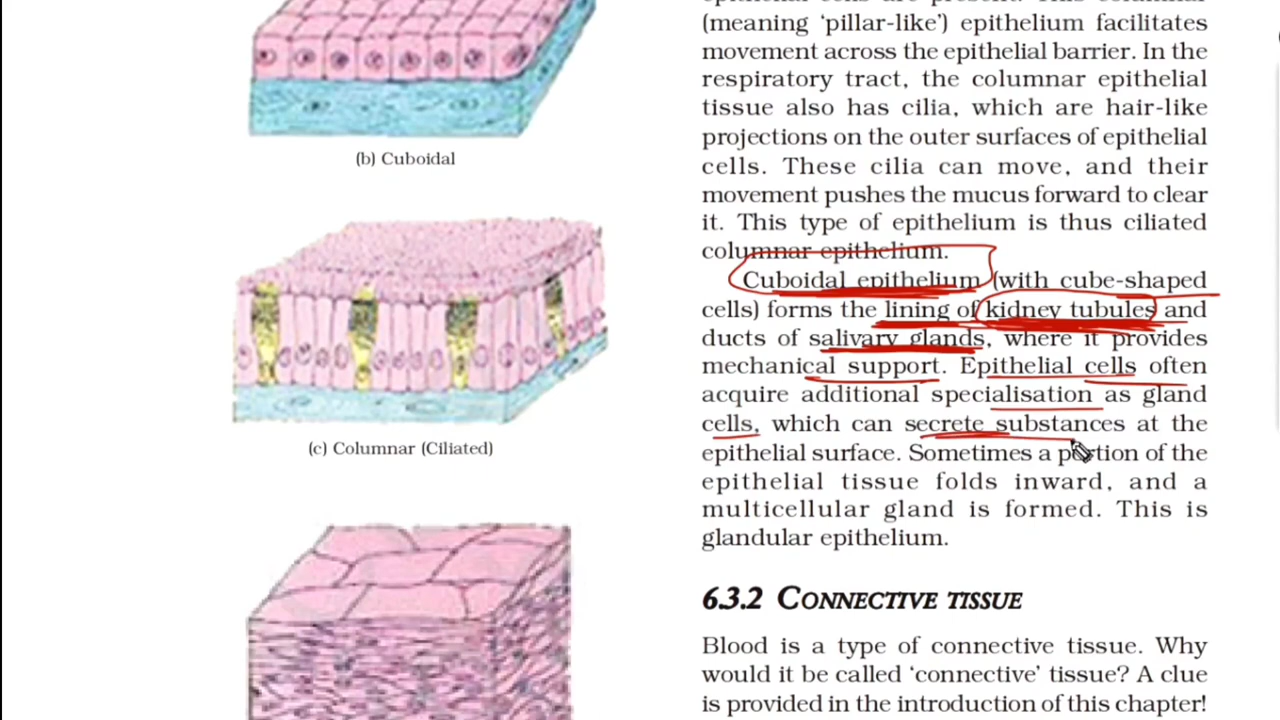 (b) Cuboidal
(c) Columnar (Ciliated)
(meaning ‘pillar-like’) epithelium facilitates
movement across the epithelial barrier. In the
respiratory tract, the columnar epithelial
tissue also has cilia, which are hair-like
projections on the outer surfaces of epithelial
cells. These cilia can move, and their
movement pushes the mucus forward to clear
it. This type of epithelium is thus ciliated
columnar epithelium.
Cuboidal epithelium (with cube-shaped
cells) forms the lining of kidney tubules and
ducts of salivary glands, where it provides
mechanical support. Epithelial cells often
acquire additional specialisation as gland
cells, which can secrete substances at the
epithelial surface. Sometimes a portion of the
epithelial tissue folds inward, and a
multicellular gland is formed. This is
glandular epithelium.
6.3.2 CONNECTIVE TISSUE
Blood is a type of connective tissue. Why
would it be called ‘connective’ tissue? A clue
is provided in the introduction of this chapter!